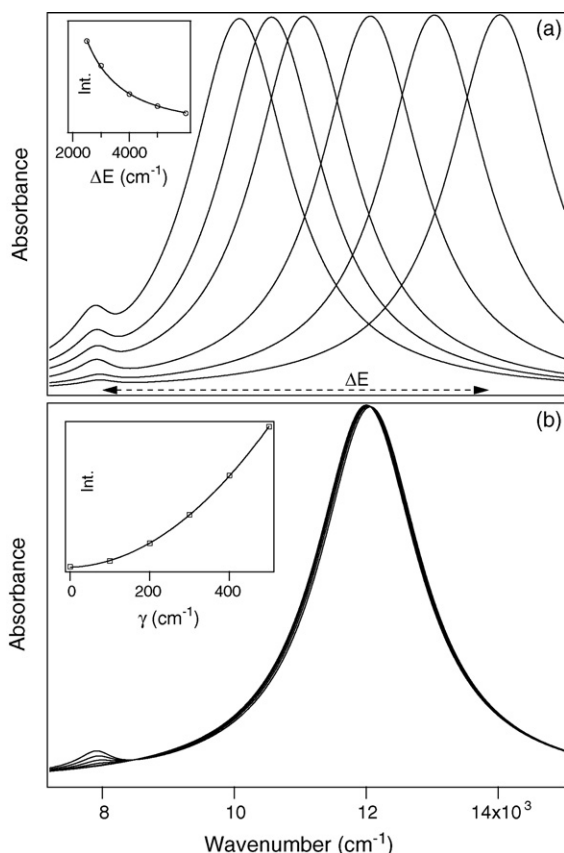 (a)
Int.
2000 4000
ΔE (cm⁻¹)
Absorbance
ΔE
(b)
Int.
0 200 400
γ (cm⁻¹)
Absorbance
8 10 12 14x10³
Wavenumber (cm⁻¹)